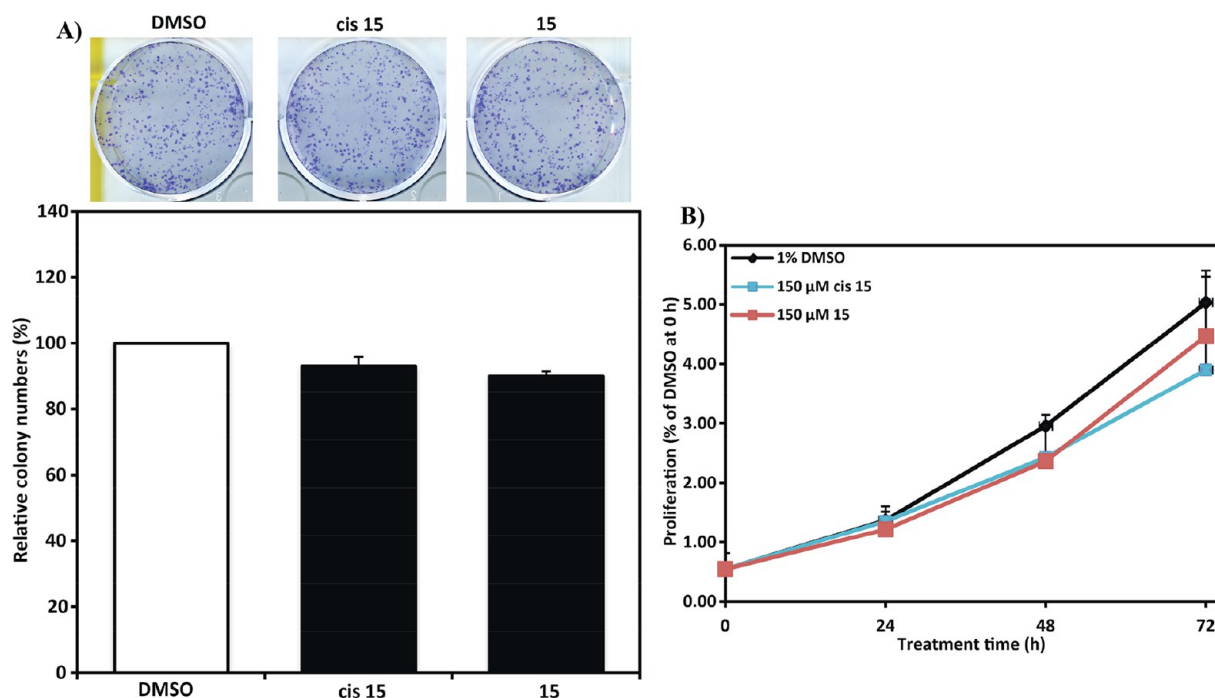 A)
DMSO
cis 15
15
Relative colony numbers (%)
140
120
100
80
60
40
20
0
DMSO
cis 15
15
B)
Proliferation (% of DMSO at 0 h)
6.00
5.00
4.00
3.00
2.00
1.00
0.00
1% DMSO
150 µM cis 15
150 µM 15
0
24
48
72
Treatment time (h)